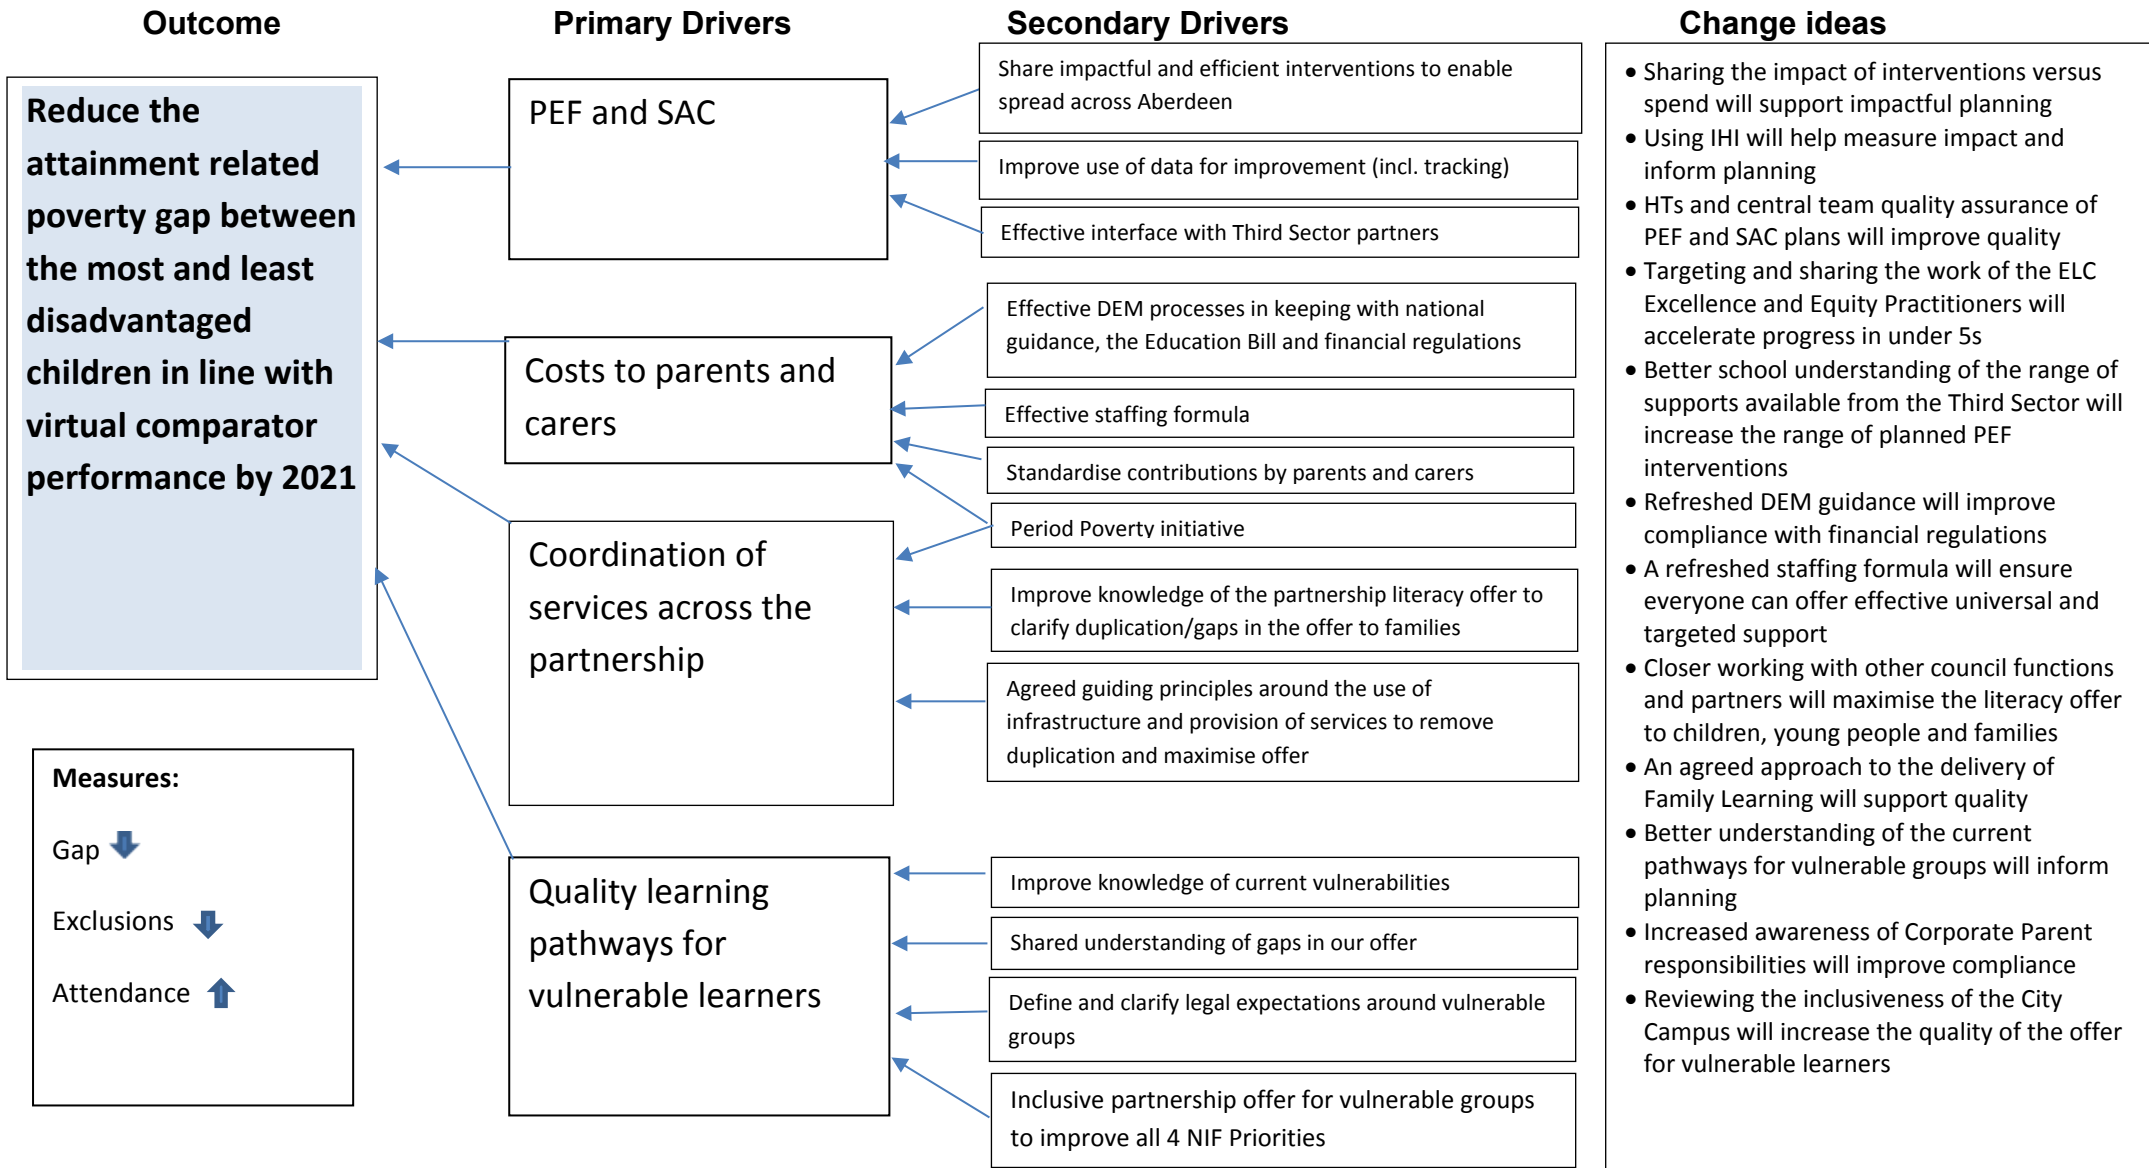 Outcome
Primary Drivers
Secondary Drivers
Change ideas
Reduce the
attainment related
poverty gap between
the most and least
disadvantaged
children in line with
virtual comparator
performance by 2021
Measures:
Gap
Exclusions
Attendance
PEF and SAC
Costs to parents and
carers
Coordination of
services across the
partnership
Quality learning
pathways for
vulnerable learners
Share impactful and efficient interventions to enable
spread across Aberdeen
Improve use of data for improvement (incl. tracking)
Effective interface with Third Sector partners
Effective DEM processes in keeping with national
guidance, the Education Bill and financial regulations
Effective staffing formula
Standardise contributions by parents and carers
Period Poverty initiative
Improve knowledge of the partnership literacy offer to
clarify duplication/gaps in the offer to families
Agreed guiding principles around the use of
infrastructure and provision of services to remove
duplication and maximise offer
Improve knowledge of current vulnerabilities
Shared understanding of gaps in our offer
Define and clarify legal expectations around vulnerable
groups
Inclusive partnership offer for vulnerable groups
to improve all 4 NIF Priorities
• Sharing the impact of interventions versus
spend will support impactful planning
• Using IHI will help measure impact and
inform planning
• HTs and central team quality assurance of
PEF and SAC plans will improve quality
• Targeting and sharing the work of the ELC
Excellence and Equity Practitioners will
accelerate progress in under 5s
• Better school understanding of the range of
supports available from the Third Sector will
increase the range of planned PEF
interventions
• Refreshed DEM guidance will improve
compliance with financial regulations
• A refreshed staffing formula will ensure
everyone can offer effective universal and
targeted support
• Closer working with other council functions
and partners will maximise the literacy offer
to children, young people and families
• An agreed approach to the delivery of
Family Learning will support quality
• Better understanding of the current
pathways for vulnerable groups will inform
planning
• Increased awareness of Corporate Parent
responsibilities will improve compliance
• Reviewing the inclusiveness of the City
Campus will increase the quality of the offer
for vulnerable learners